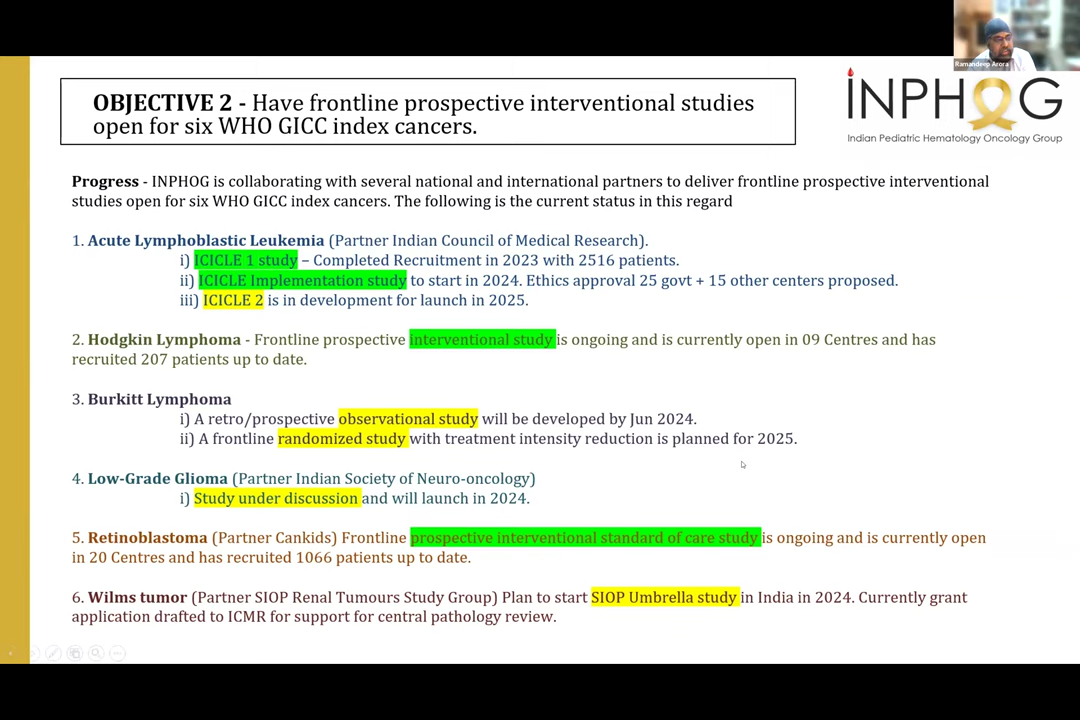 Ramandeep Arora
INPHOG
Indian Pediatric Hematology Oncology Group
OBJECTIVE 2 - Have frontline prospective interventional studies
open for six WHO GICC index cancers.
Progress - INPHOG is collaborating with several national and international partners to deliver frontline prospective interventional
studies open for six WHO GICC index cancers. The following is the current status in this regard
1. Acute Lymphoblastic Leukemia (Partner Indian Council of Medical Research).
i) ICICLE 1 study – Completed Recruitment in 2023 with 2516 patients.
ii) ICICLE Implementation study to start in 2024. Ethics approval 25 govt + 15 other centers proposed.
iii) ICICLE 2 is in development for launch in 2025.
2. Hodgkin Lymphoma - Frontline prospective interventional study is ongoing and is currently open in 09 Centres and has
recruited 207 patients up to date.
3. Burkitt Lymphoma
i) A retro/prospective observational study will be developed by Jun 2024.
ii) A frontline randomized study with treatment intensity reduction is planned for 2025.
4. Low-Grade Glioma (Partner Indian Society of Neuro-oncology)
i) Study under discussion and will launch in 2024.
5. Retinoblastoma (Partner Cankids) Frontline prospective interventional standard of care study is ongoing and is currently open
in 20 Centres and has recruited 1066 patients up to date.
6. Wilms tumor (Partner SIOP Renal Tumours Study Group) Plan to start SIOP Umbrella study in India in 2024. Currently grant
application drafted to ICMR for support for central pathology review.